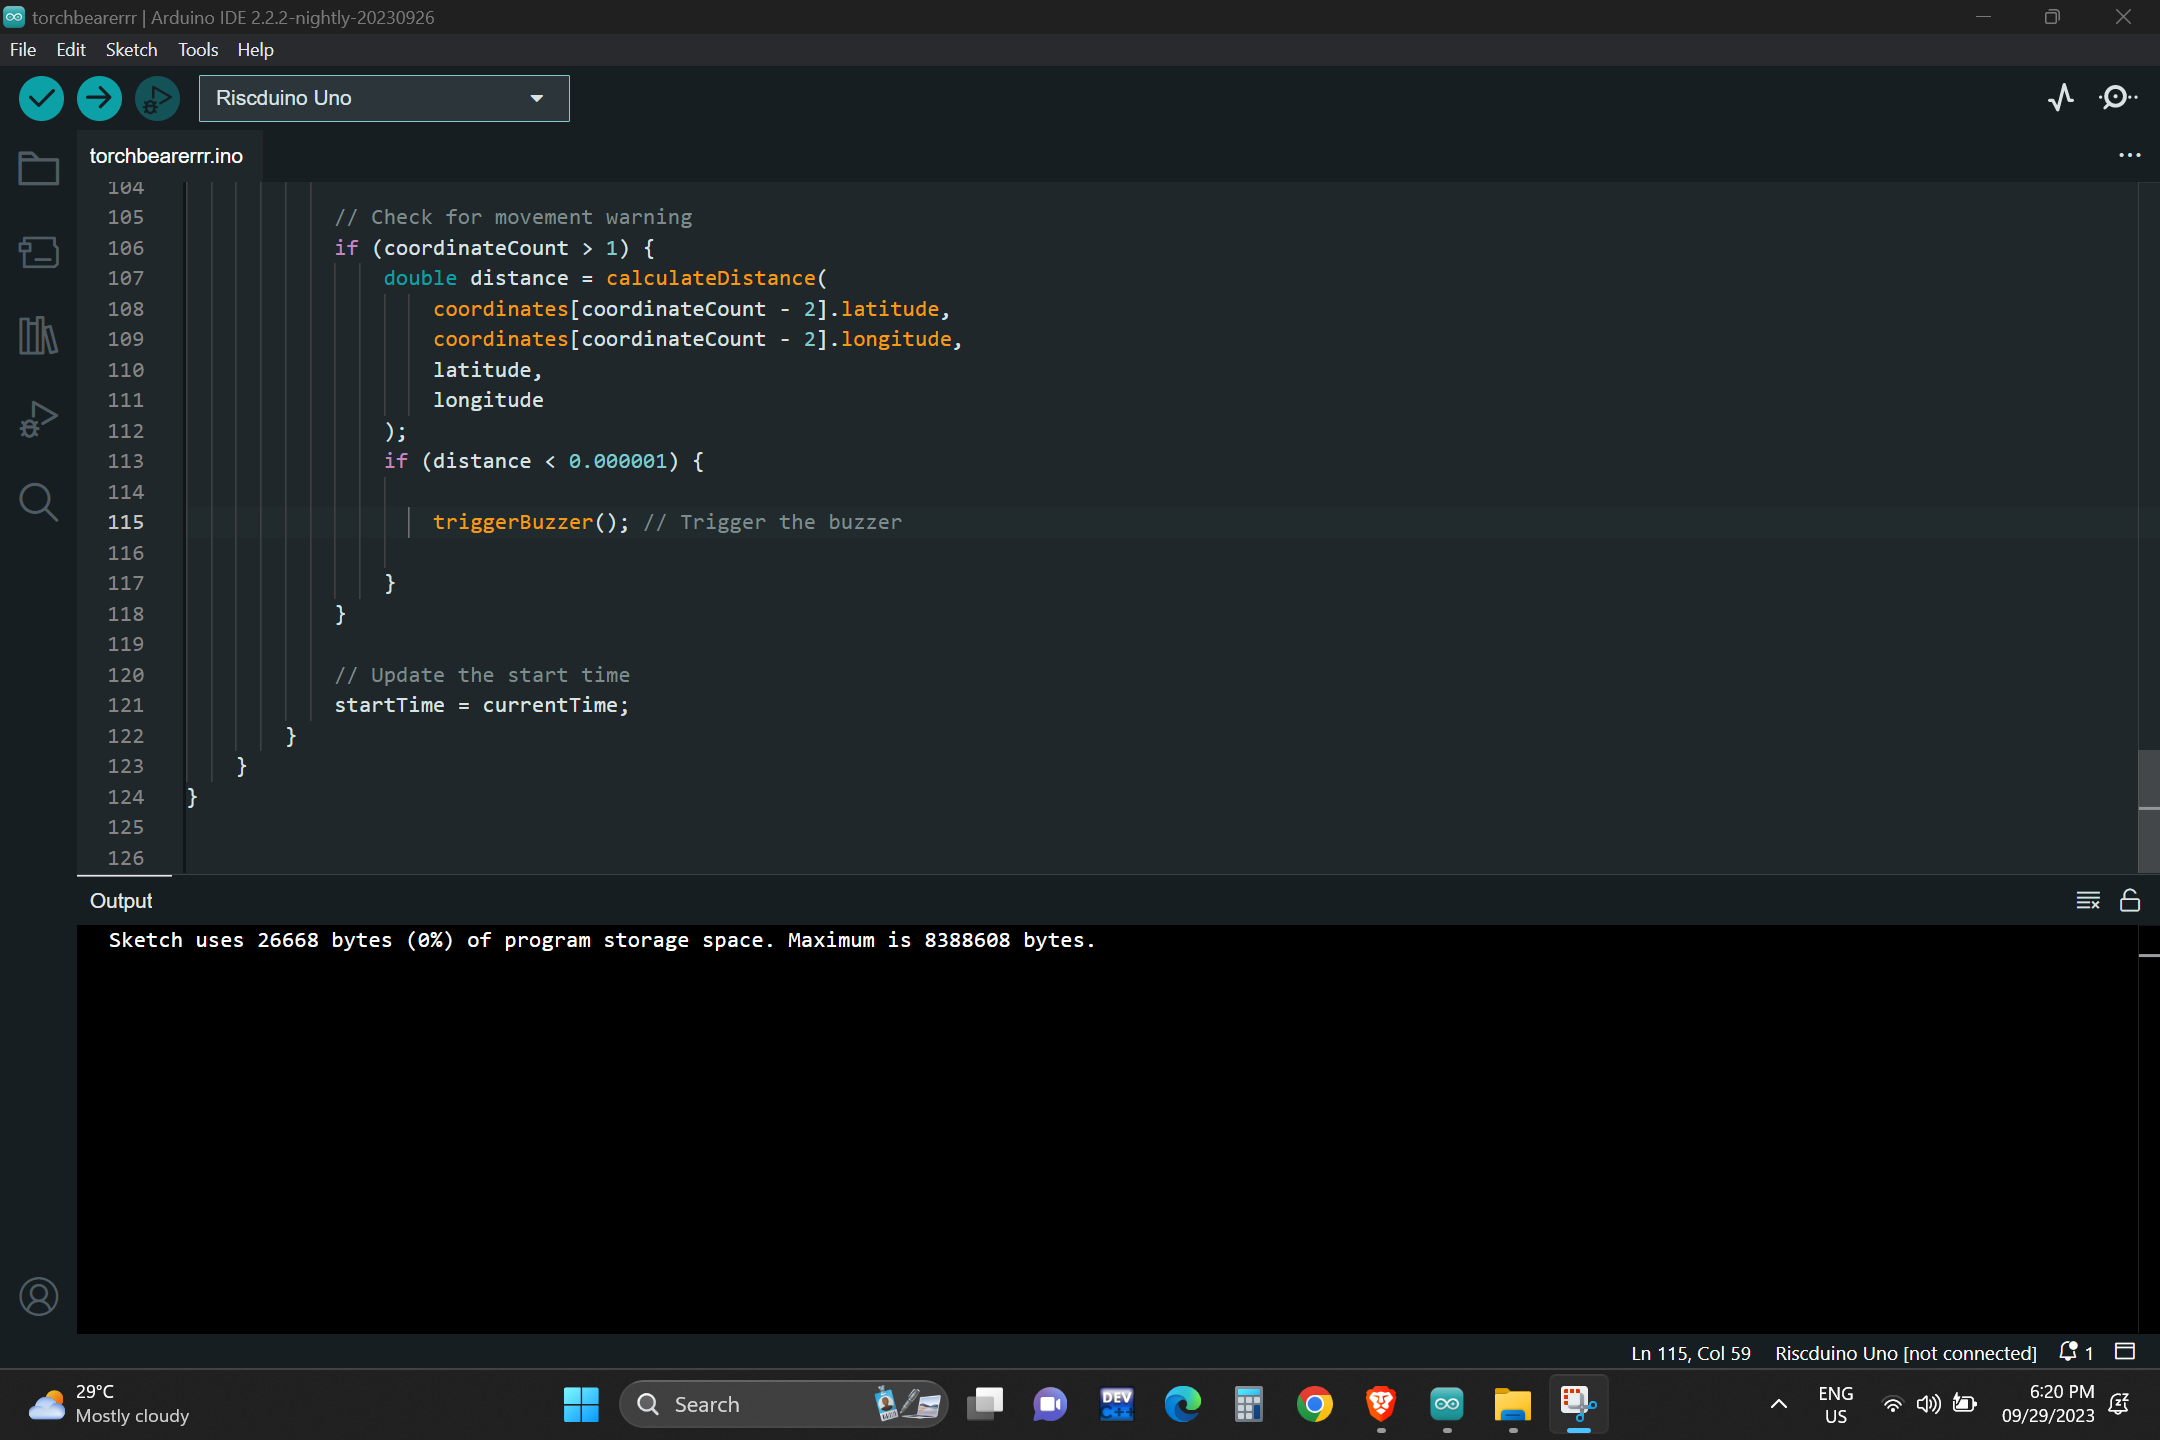 torchbearerrr | Arduino IDE 2.2.2-nightly-20230926
File Edit Sketch Tools Help
Riscduino Uno
torchbearerrr.ino
104
105 // Check for movement warning
106 if (coordinateCount > 1) {
107 double distance = calculateDistance(
108 coordinates[coordinateCount - 2].latitude,
109 coordinates[coordinateCount - 2].longitude,
110 latitude,
111 longitude
112 );
113 if (distance < 0.000001) {
114
115 triggerBuzzer(); // Trigger the buzzer
116
117 }
118 }
119
120 // Update the start time
121 startTime = currentTime;
122 }
123 }
124 }
125
126
Output
Sketch uses 26668 bytes (0%) of program storage space. Maximum is 8388608 bytes.
Ln 115, Col 59 Riscduino Uno [not connected] 1
29°C
Mostly cloudy
Search
DEV
C++
ENG
US
6:20 PM
09/29/2023